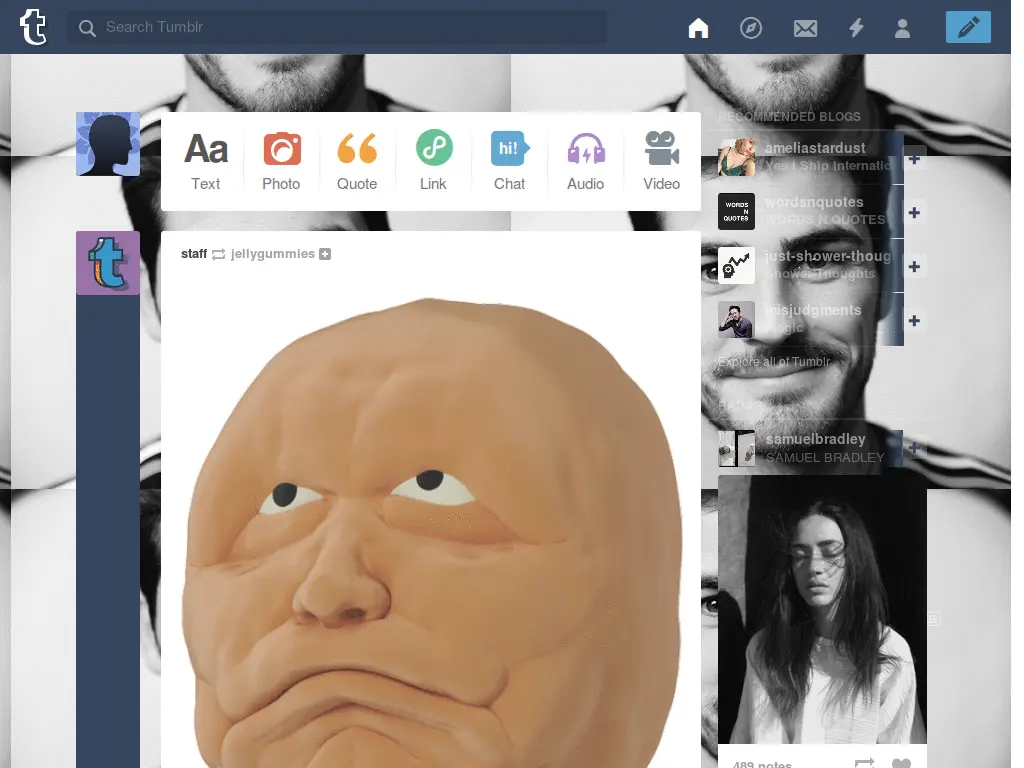 Search Tumblr
Aa
hi!
Text
Photo
Quote
Link
Chat
Audio
Video
staff jellygummies
RECOMMENDED BLOGS
ameliastardust
Yes I Ship Internatio
WORDS
N
QUOTES
wordsnquotes
WORDS N QUOTES
just-shower-thoug
Shower Thoughts
misjudgments
Magic
Explore all of Tumblr
RADAR
samuelbradley
SAMUEL BRADLEY
489 notes